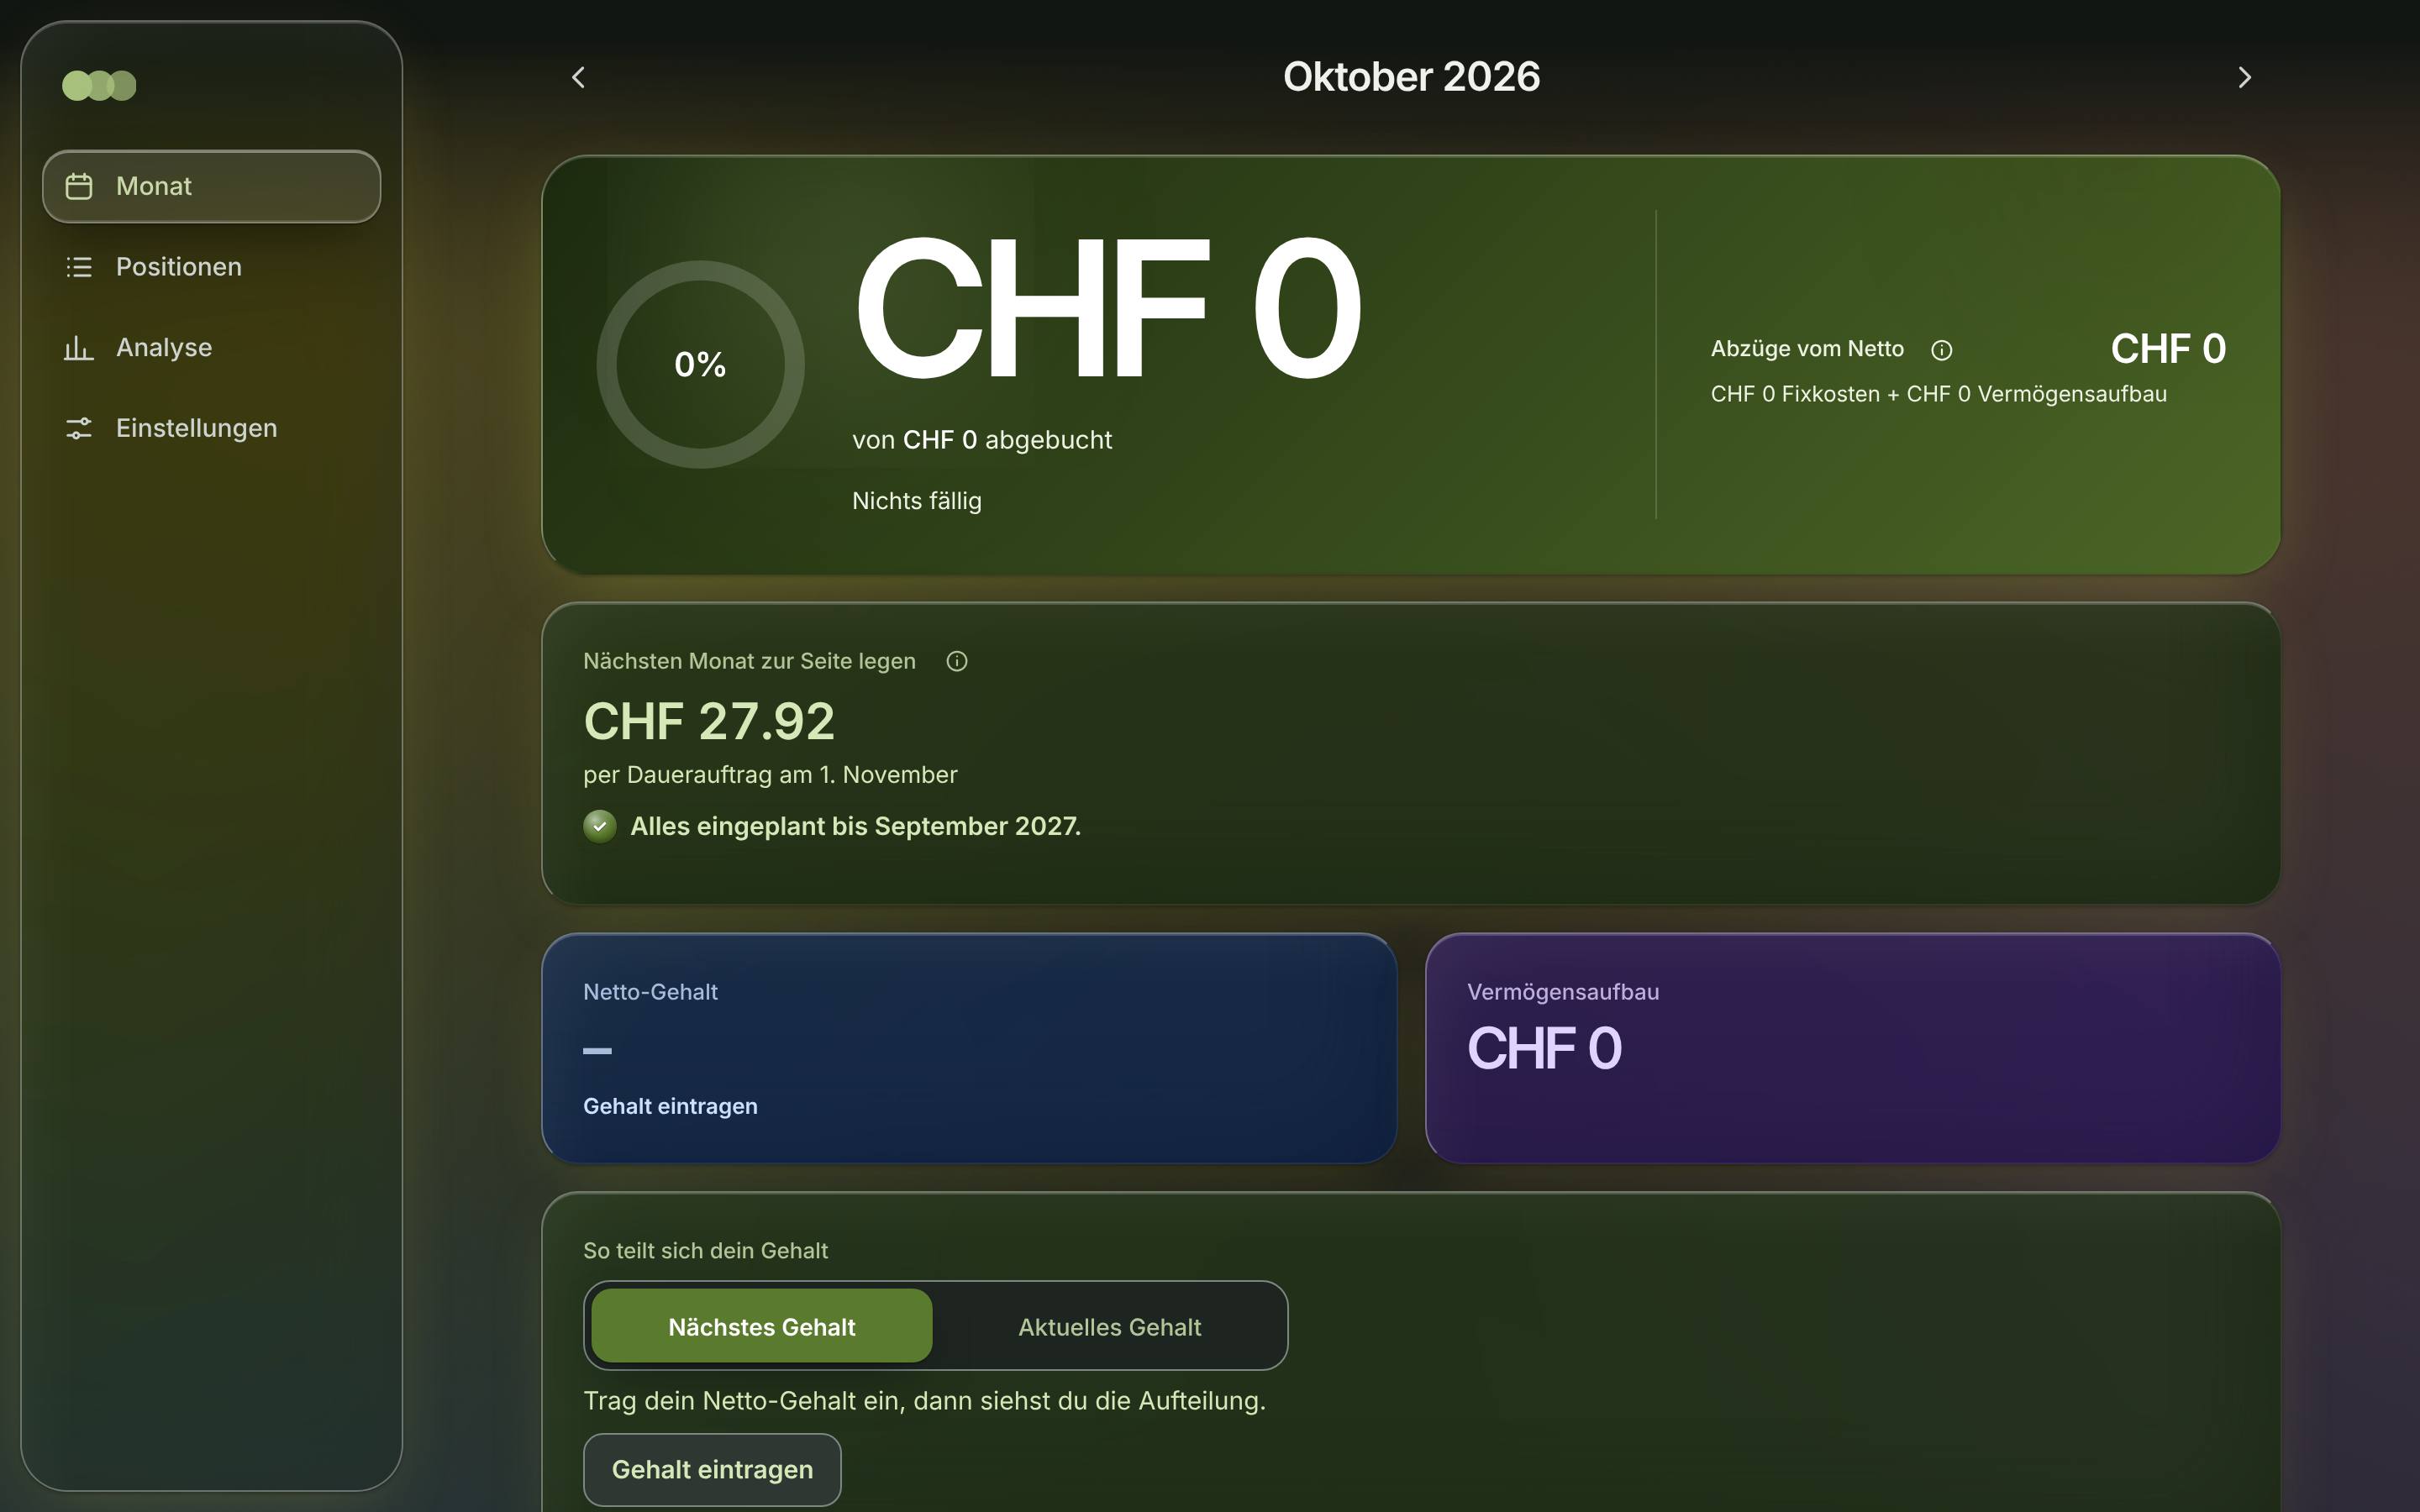 Oktober 2026
Monat
Positionen
Analyse
Einstellungen
0%
CHF 0
von CHF 0 abgebucht
Nichts fällig
Abzüge vom Netto
CHF 0
CHF 0 Fixkosten + CHF 0 Vermögensaufbau
Nächsten Monat zur Seite legen
CHF 27.92
per Dauerauftrag am 1. November
Alles eingeplant bis September 2027.
Netto-Gehalt
–
Gehalt eintragen
Vermögensaufbau
CHF 0
So teilt sich dein Gehalt
Nächstes Gehalt
Aktuelles Gehalt
Trag dein Netto-Gehalt ein, dann siehst du die Aufteilung.
Gehalt eintragen